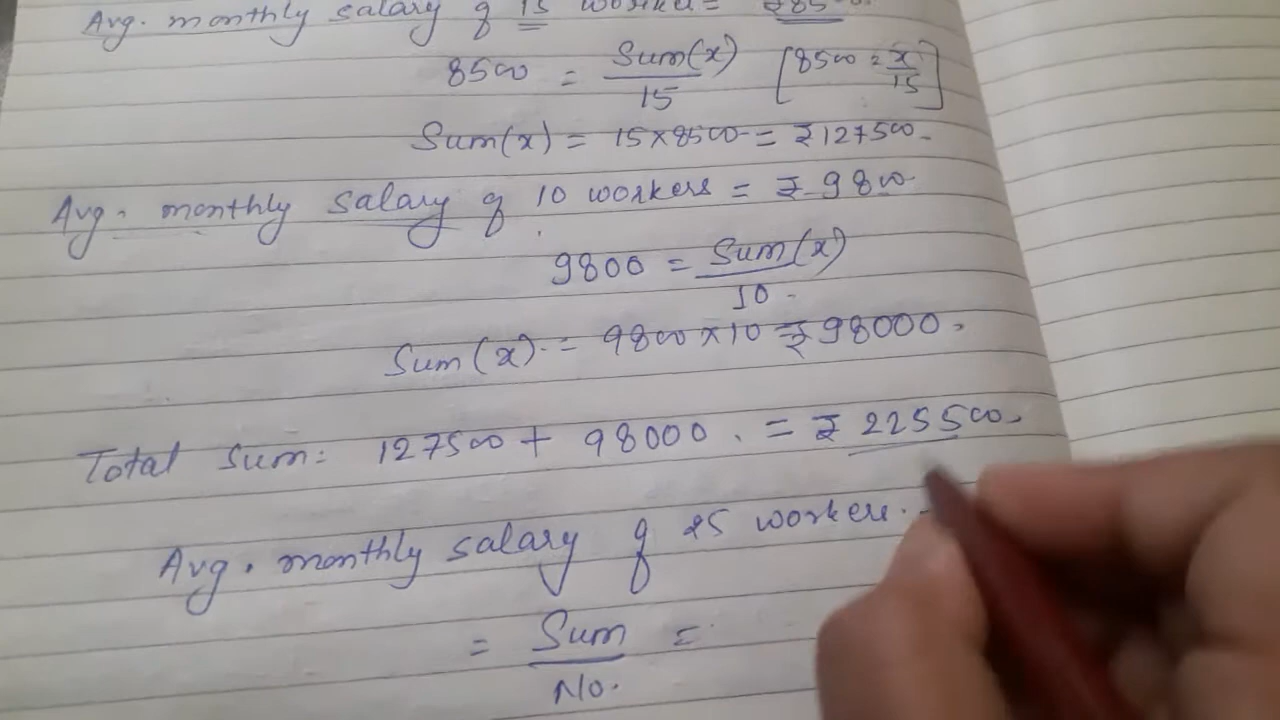 Avg. monthly salary of 15 workers = ₹85
8500 = Sum(x)/15 [8500 = x/15]
Sum(x) = 15×8500 = ₹127500.
Avg. monthly salary of 10 workers = ₹9800
9800 = Sum(x)/10
Sum(x) = 9800×10 = ₹98000.
Total Sum: 127500 + 98000. = ₹225500.
Avg. monthly salary of 25 workers.
= Sum/No. =